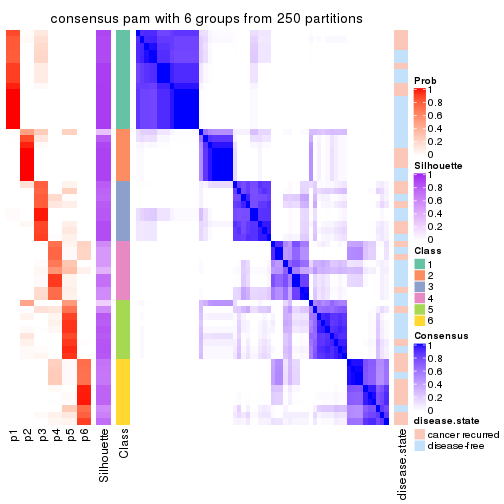 consensus pam with 6 groups from 250 partitions
Prob
1
0.8
0.6
0.4
0.2
0
Silhouette
1
0.8
0.6
0.4
0.2
0
Class
1
2
3
4
5
6
Consensus
1
0.8
0.6
0.4
0.2
0
disease.state
cancer recurred
disease-free
p1
p2
p3
p4
p5
p6
Silhouette
Class
disease.state